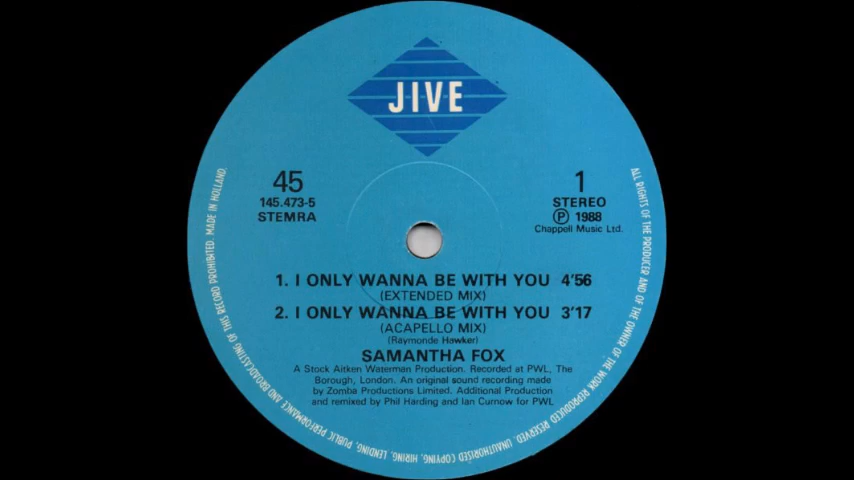 JIVE
45
145.473-5
STEMRA
1
STEREO
Ⓟ 1988
Chappell Music Ltd.
1. I ONLY WANNA BE WITH YOU 4'56
(EXTENDED MIX)
2. I ONLY WANNA BE WITH YOU 3'17
(ACAPELLO MIX)
(Raymonde Hawker)
SAMANTHA FOX
A Stock Aitken Waterman Production. Recorded at PWL, The
Borough, London. An original sound recording made
by Zomba Productions Limited. Additional Production
and remixed by Phil Harding and Ian Curnow for PWL
ALL RIGHTS OF THE PRODUCER AND OF THE OWNER OF THE WORK REPRODUCED RESERVED. UNAUTHORISED COPYING, HIRING, LENDING, PUBLIC PERFORMANCE AND BROADCASTING OF THIS RECORD PROHIBITED. MADE IN HOLLAND.